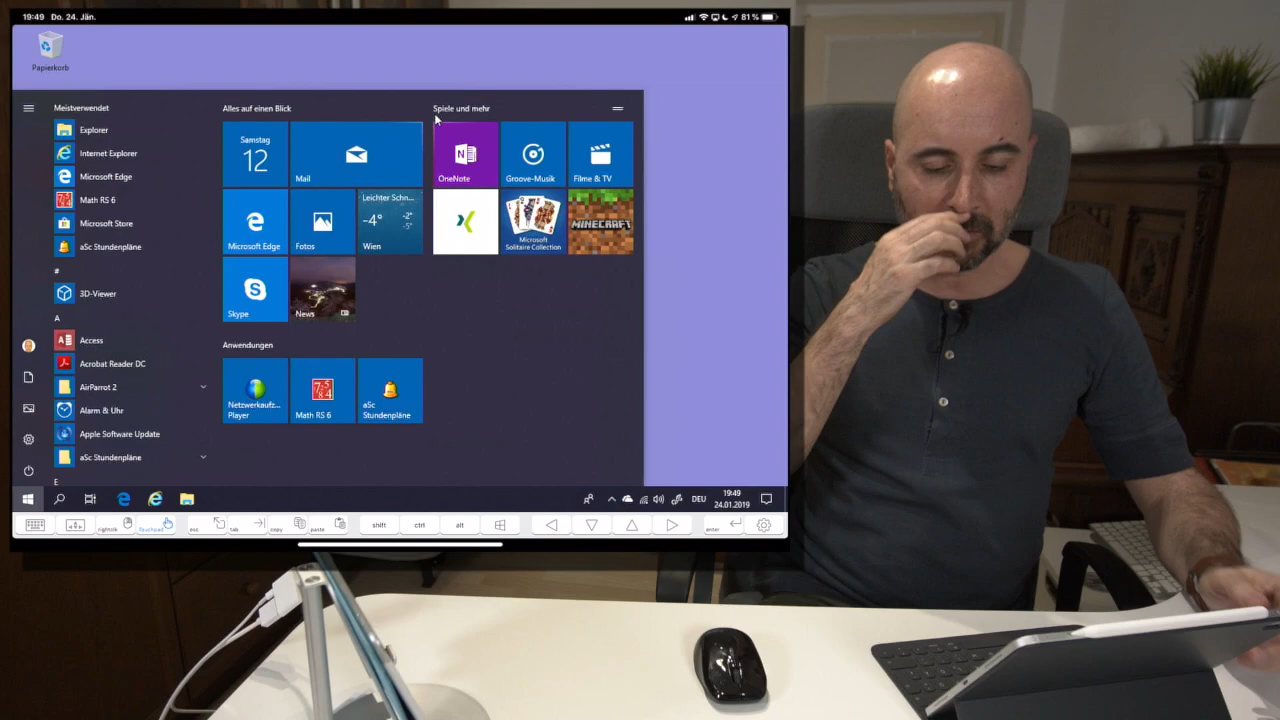 19:49 Do. 24. Jän.
81 %
Papierkorb
Meistverwendet
Explorer
Internet Explorer
Microsoft Edge
Math RS 6
Microsoft Store
aSc Stundenpläne
#
3D-Viewer
A
Access
Acrobat Reader DC
AirParrot 2
Alarm & Uhr
Apple Software Update
aSc Stundenpläne
E
Alles auf einen Blick
Samstag
12
Mail
Microsoft Edge
Fotos
Leichter Schn...
-4°
-2°
-5°
Wien
Skype
News
Anwendungen
Netzwerkaufz...
Player
Math RS 6
aSc
Stundenpläne
Spiele und mehr
OneNote
Groove-Musik
Filme & TV
Microsoft
Solitaire Collection
MINECRAFT
DEU
19:49
24.01.2019
rightclk
Touchpad
esc
tab
copy
paste
shift
ctrl
alt
enter